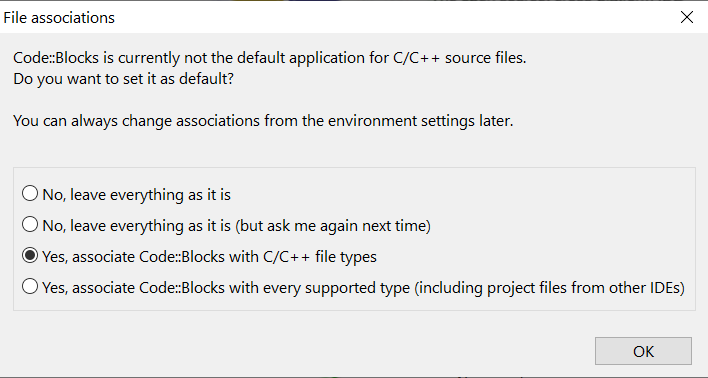 File associations
Code::Blocks is currently not the default application for C/C++ source files.
Do you want to set it as default?
You can always change associations from the environment settings later.
No, leave everything as it is
No, leave everything as it is (but ask me again next time)
Yes, associate Code::Blocks with C/C++ file types
Yes, associate Code::Blocks with every supported type (including project files from other IDEs)
OK